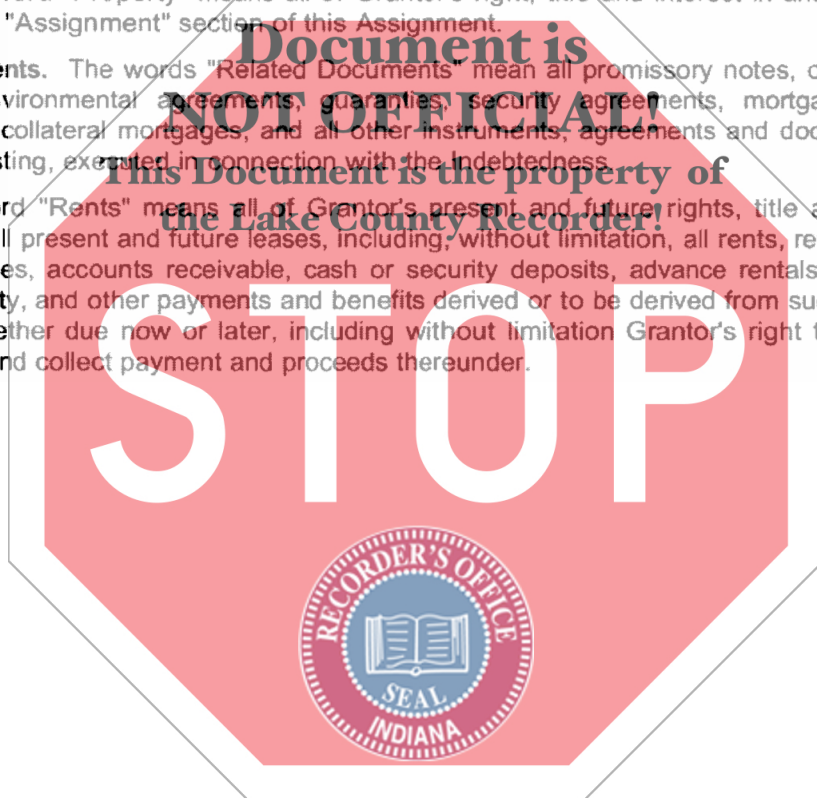 "Assignment" section of this Assignment.
Document is
nts. The words "Related Documents" mean all promissory notes, c
vironmental agreements, guaranties, security agreements, mortga
NOT OFFICIAL!
collateral mortgages, and all other instruments, agreements and doc
sting, executed in connection with the Indebtedness.
This Document is the property of
rd "Rents" means all of Grantor's present and future rights, title a
the Lake County Recorder!
ll present and future leases, including, without limitation, all rents, re
es, accounts receivable, cash or security deposits, advance rentals
ty, and other payments and benefits derived or to be derived from su
ether due now or later, including without limitation Grantor's right t
nd collect payment and proceeds thereunder.
STOP
RECORDER'S OFFICE
SEAL
INDIANA